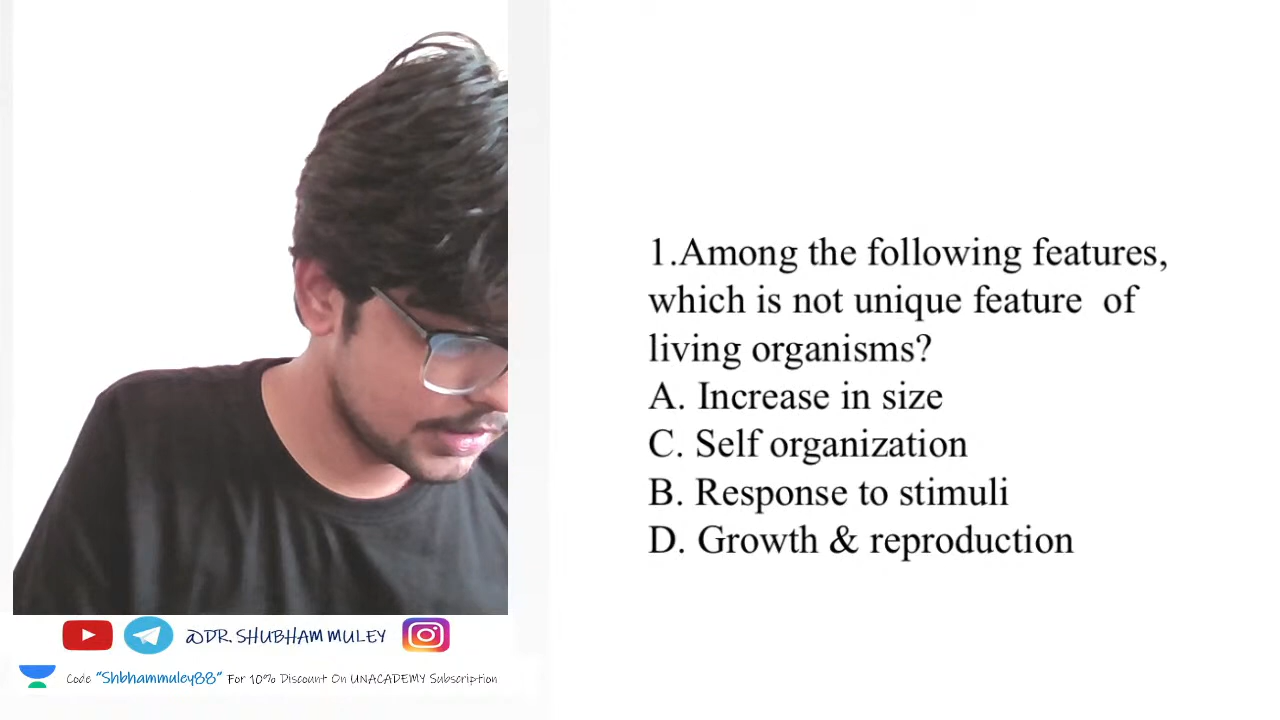 1.Among the following features,
which is not unique feature of
living organisms?
A. Increase in size
C. Self organization
B. Response to stimuli
D. Growth & reproduction
@DR. SHUBHAM MULEY
Code "Shbhammuley88" For 10% Discount On UNACADEMY Subscription